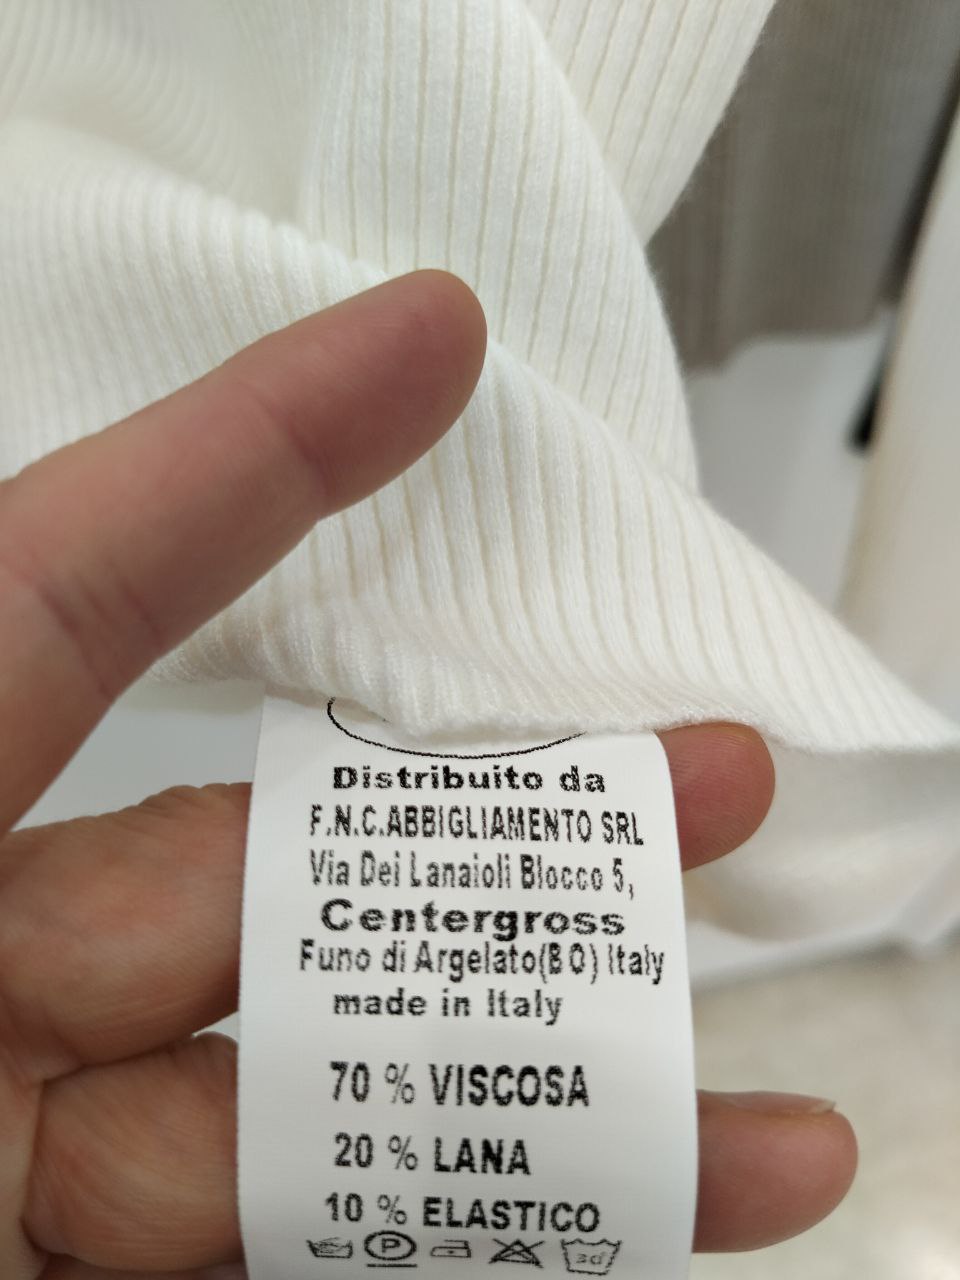 Distribuito da
F.N.C.ABBIGLIAMENTO SRL
Via Dei Lanaioli Blocco 5,
Centergross
Funo di Argelato(BO) Italy
made in Italy
70 % VISCOSA
20 % LANA
10 % ELASTICO
P 3d